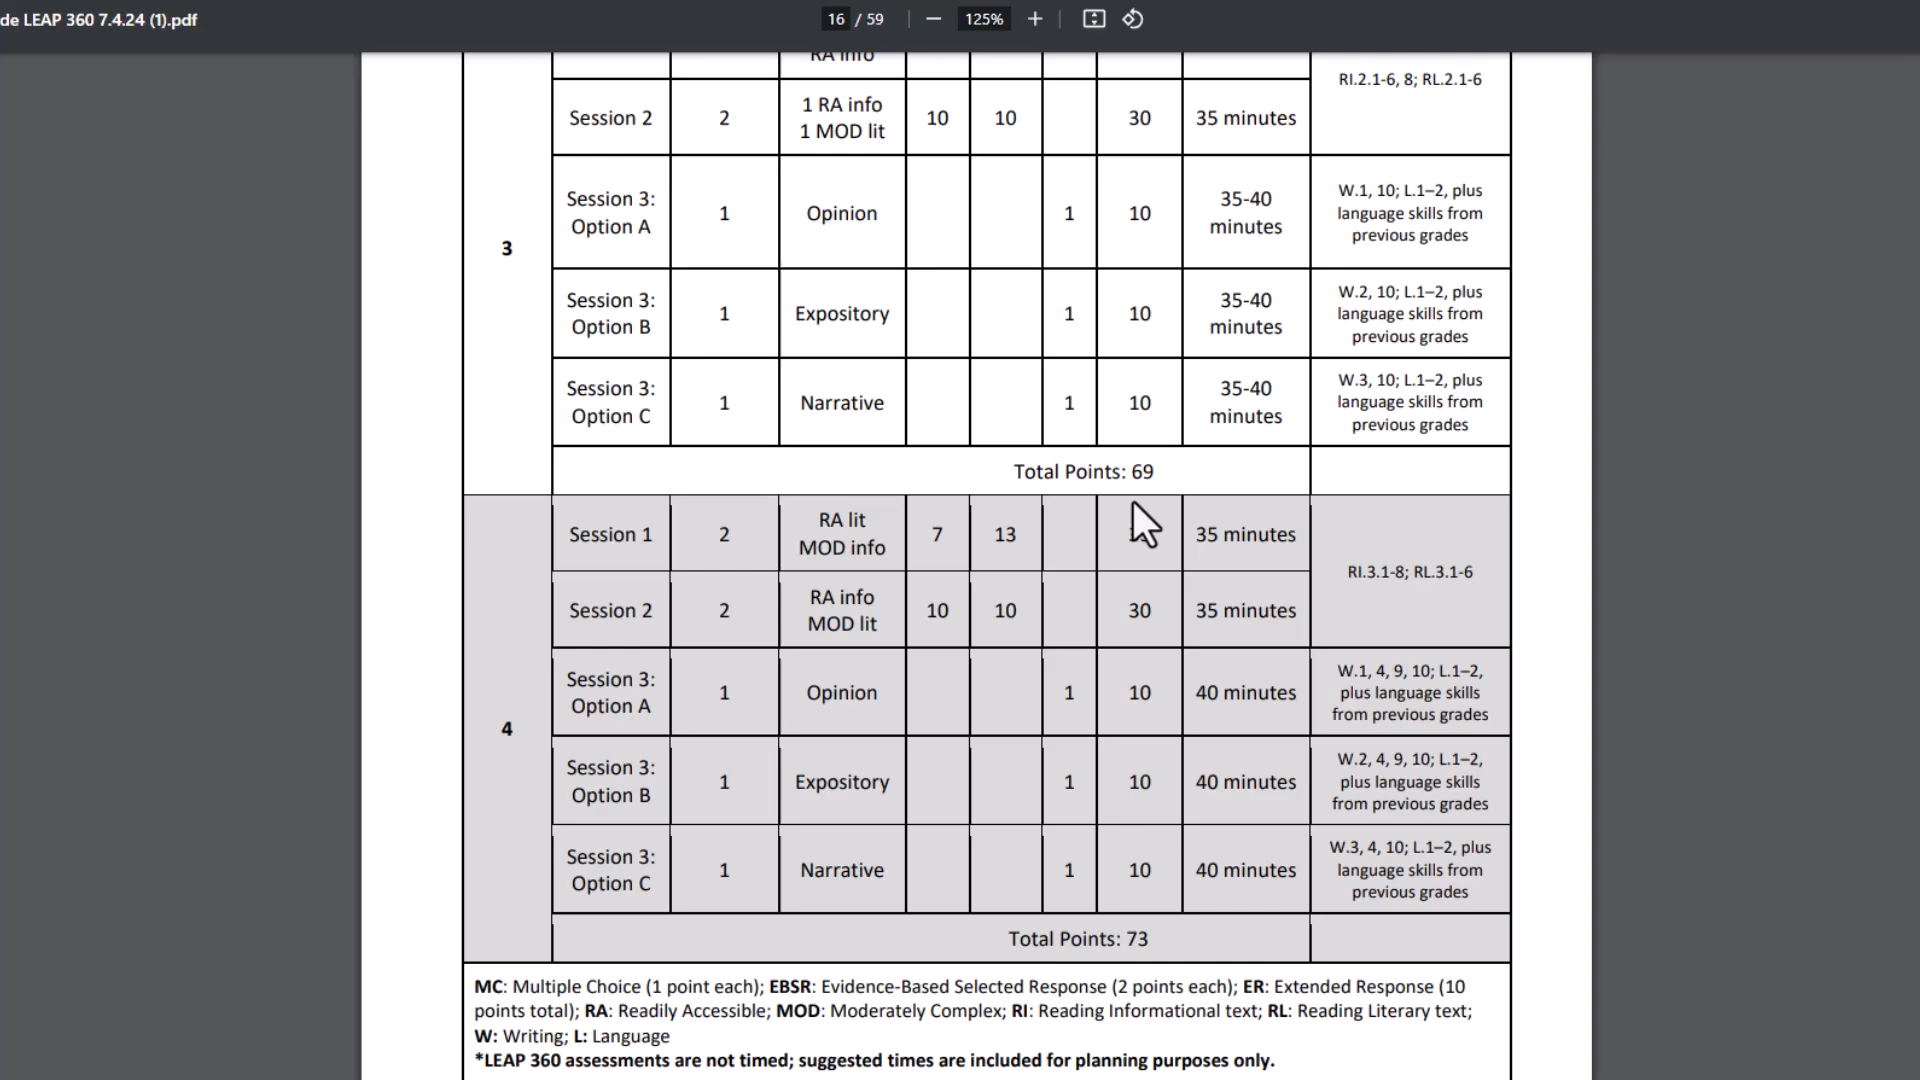 de LEAP 360 7.4.24 (1).pdf
16 / 59
125%
RA info
RI.2.1-6, 8; RL.2.1-6
Session 2 2 1 RA info 10 10 30 35 minutes
1 MOD lit
3
Session 3: 1 Opinion 1 10 35-40 W.1, 10; L.1–2, plus
Option A minutes language skills from
previous grades
Session 3: 1 Expository 1 10 35-40 W.2, 10; L.1–2, plus
Option B minutes language skills from
previous grades
Session 3: 1 Narrative 1 10 35-40 W.3, 10; L.1–2, plus
Option C minutes language skills from
previous grades
Total Points: 69
4
Session 1 2 RA lit 7 13 35 minutes
MOD info
RI.3.1-8; RL.3.1-6
Session 2 2 RA info 10 10 30 35 minutes
MOD lit
Session 3: 1 Opinion 1 10 40 minutes W.1, 4, 9, 10; L.1–2,
Option A plus language skills
from previous grades
Session 3: 1 Expository 1 10 40 minutes W.2, 4, 9, 10; L.1–2,
Option B plus language skills
from previous grades
Session 3: 1 Narrative 1 10 40 minutes W.3, 4, 10; L.1–2, plus
Option C language skills from
previous grades
Total Points: 73
MC: Multiple Choice (1 point each); EBSR: Evidence-Based Selected Response (2 points each); ER: Extended Response (10
points total); RA: Readily Accessible; MOD: Moderately Complex; RI: Reading Informational text; RL: Reading Literary text;
W: Writing; L: Language
*LEAP 360 assessments are not timed; suggested times are included for planning purposes only.